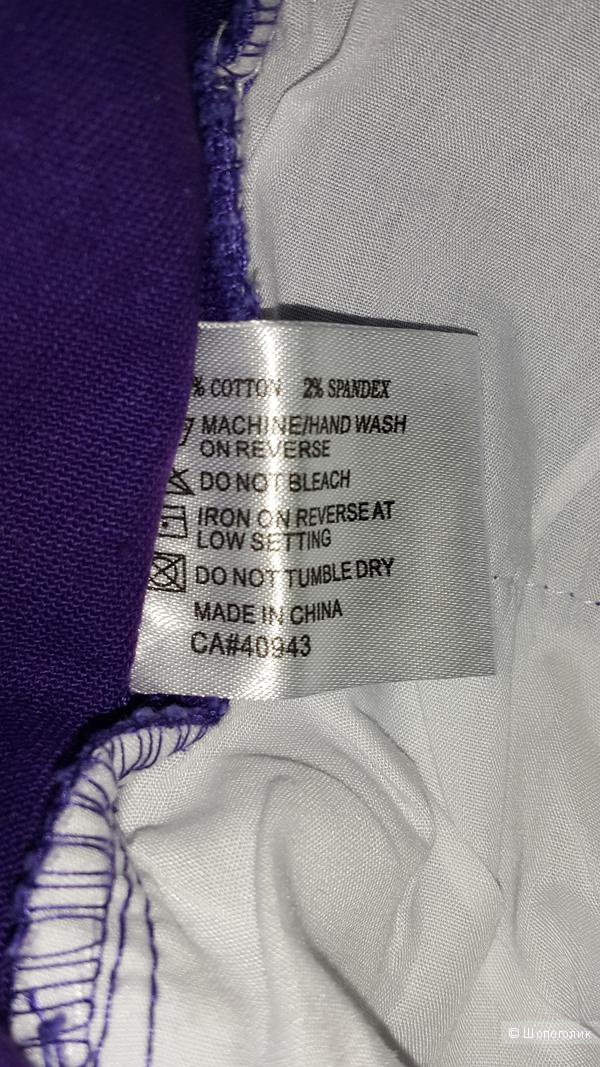 % COTTON 2% SPANDEX
MACHINE/HAND WASH
ON REVERSE
DO NOT BLEACH
IRON ON REVERSE AT
LOW SETTING
DO NOT TUMBLE DRY
MADE IN CHINA
CA#40943
© Шопоголик